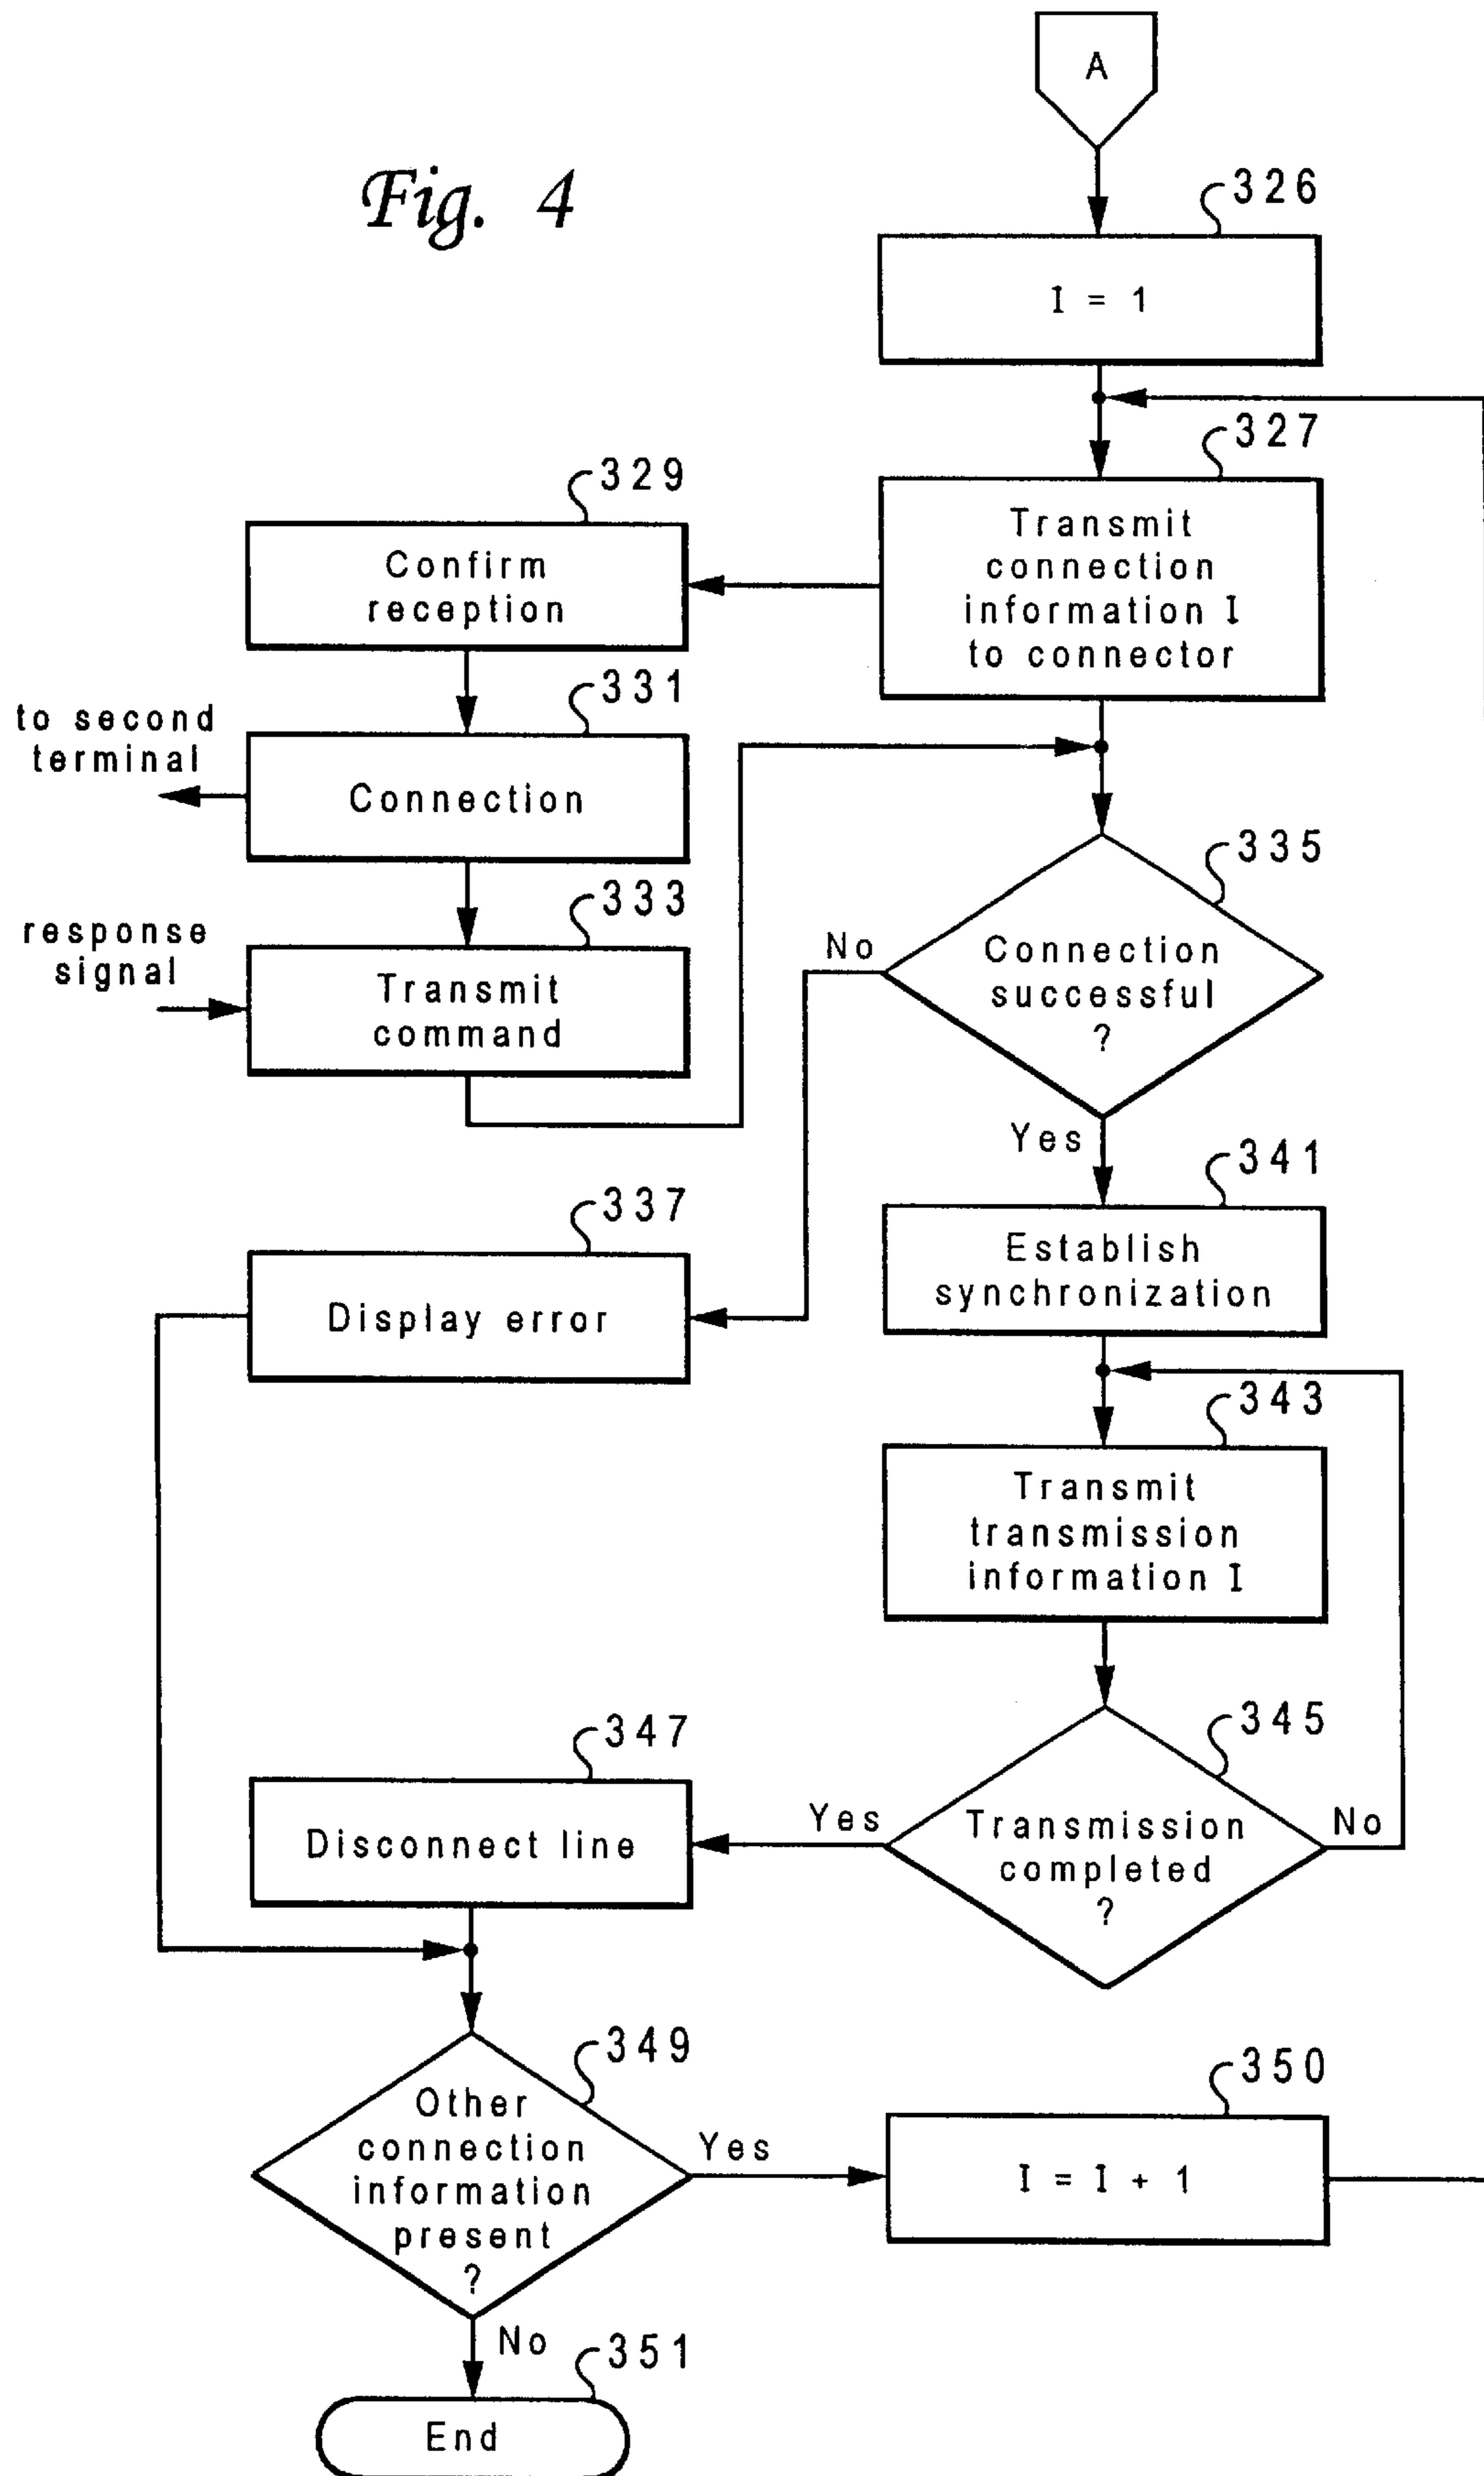 A
Fig. 4
326
I = 1
327
Transmit
connection
information I
to connector
329
Confirm
reception
331
to second
terminal
Connection
333
response
signal
Transmit
command
335
Connection
successful
?
No
Yes
341
Establish
synchronization
337
Display error
343
Transmit
transmission
information I
345
Transmission
completed
?
Yes
No
347
Disconnect line
349
Other
connection
information
present
?
Yes
350
I = I + 1
No
351
End